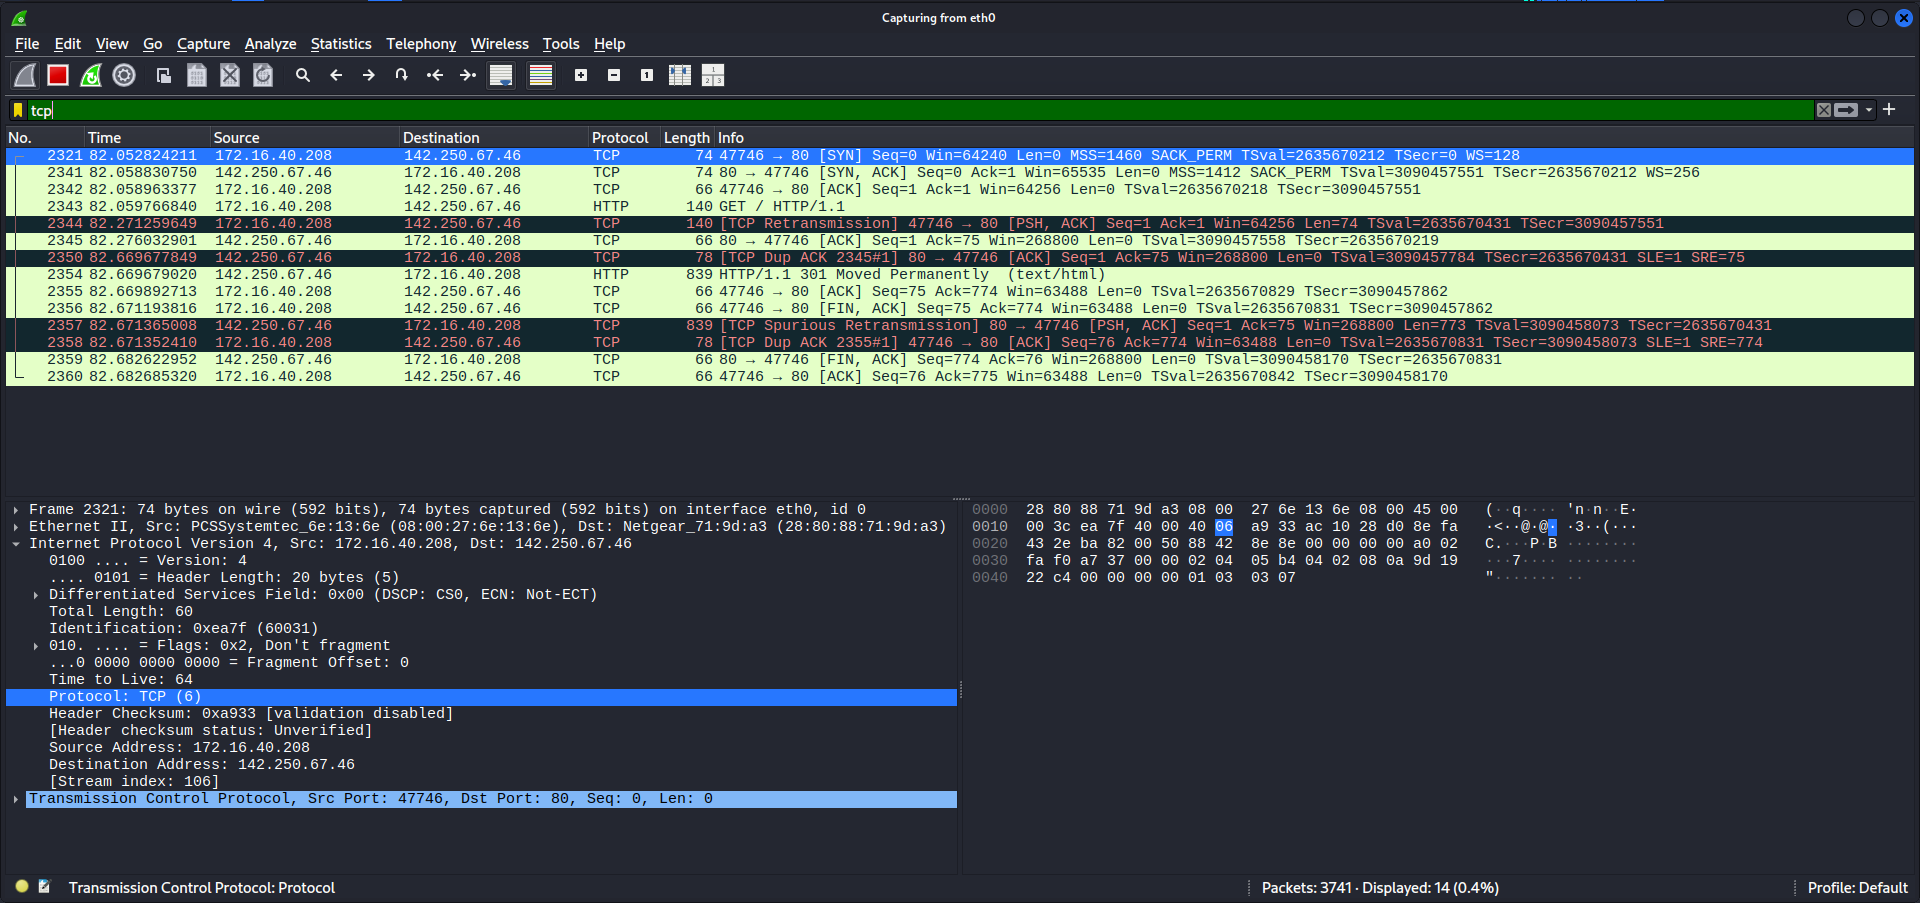 Capturing from eth0
File Edit View Go Capture Analyze Statistics Telephony Wireless Tools Help
tcp
No. Time Source Destination Protocol Length Info
2321 82.052824211 172.16.40.208 142.250.67.46 TCP 74 47746 → 80 [SYN] Seq=0 Win=64240 Len=0 MSS=1460 SACK_PERM TSval=2635670212 TSecr=0 WS=128
2341 82.058830750 142.250.67.46 172.16.40.208 TCP 74 80 → 47746 [SYN, ACK] Seq=0 Ack=1 Win=65535 Len=0 MSS=1412 SACK_PERM TSval=3090457551 TSecr=2635670212 WS=256
2342 82.058963377 172.16.40.208 142.250.67.46 TCP 66 47746 → 80 [ACK] Seq=1 Ack=1 Win=64256 Len=0 TSval=2635670218 TSecr=3090457551
2343 82.059766840 172.16.40.208 142.250.67.46 HTTP 140 GET / HTTP/1.1
2344 82.271259649 172.16.40.208 142.250.67.46 TCP 140 [TCP Retransmission] 47746 → 80 [PSH, ACK] Seq=1 Ack=1 Win=64256 Len=74 TSval=2635670431 TSecr=3090457551
2345 82.276032901 142.250.67.46 172.16.40.208 TCP 66 80 → 47746 [ACK] Seq=1 Ack=75 Win=268800 Len=0 TSval=3090457558 TSecr=2635670219
2350 82.669677849 142.250.67.46 172.16.40.208 TCP 78 [TCP Dup ACK 2345#1] 80 → 47746 [ACK] Seq=1 Ack=75 Win=268800 Len=0 TSval=3090457784 TSecr=2635670431 SLE=1 SRE=75
2354 82.669679020 142.250.67.46 172.16.40.208 HTTP 839 HTTP/1.1 301 Moved Permanently (text/html)
2355 82.669892713 172.16.40.208 142.250.67.46 TCP 66 47746 → 80 [ACK] Seq=75 Ack=774 Win=63488 Len=0 TSval=2635670829 TSecr=3090457862
2356 82.671193816 172.16.40.208 142.250.67.46 TCP 66 47746 → 80 [FIN, ACK] Seq=75 Ack=774 Win=63488 Len=0 TSval=2635670831 TSecr=3090457862
2357 82.671365008 142.250.67.46 172.16.40.208 TCP 839 [TCP Spurious Retransmission] 80 → 47746 [PSH, ACK] Seq=1 Ack=75 Win=268800 Len=773 TSval=3090458073 TSecr=2635670431
2358 82.671352410 172.16.40.208 142.250.67.46 TCP 78 [TCP Dup ACK 2355#1] 47746 → 80 [ACK] Seq=76 Ack=774 Win=63488 Len=0 TSval=2635670831 TSecr=3090458073 SLE=1 SRE=774
2359 82.682622952 142.250.67.46 172.16.40.208 TCP 66 80 → 47746 [FIN, ACK] Seq=774 Ack=76 Win=268800 Len=0 TSval=3090458170 TSecr=2635670831
2360 82.682685320 172.16.40.208 142.250.67.46 TCP 66 47746 → 80 [ACK] Seq=76 Ack=775 Win=63488 Len=0 TSval=2635670842 TSecr=3090458170
Frame 2321: 74 bytes on wire (592 bits), 74 bytes captured (592 bits) on interface eth0, id 0
Ethernet II, Src: PCSSystemtec_6e:13:6e (08:00:27:6e:13:6e), Dst: Netgear_71:9d:a3 (28:80:88:71:9d:a3)
Internet Protocol Version 4, Src: 172.16.40.208, Dst: 142.250.67.46
0100 .... = Version: 4
.... 0101 = Header Length: 20 bytes (5)
Differentiated Services Field: 0x00 (DSCP: CS0, ECN: Not-ECT)
Total Length: 60
Identification: 0xea7f (60031)
010. .... = Flags: 0x2, Don't fragment
...0 0000 0000 0000 = Fragment Offset: 0
Time to Live: 64
Protocol: TCP (6)
Header Checksum: 0xa933 [validation disabled]
[Header checksum status: Unverified]
Source Address: 172.16.40.208
Destination Address: 142.250.67.46
[Stream index: 106]
Transmission Control Protocol, Src Port: 47746, Dst Port: 80, Seq: 0, Len: 0
0000 28 80 88 71 9d a3 08 00 27 6e 13 6e 08 00 45 00 (··q···· 'n·n··E·
0010 00 3c ea 7f 40 00 40 06 a9 33 ac 10 28 d0 8e fa ·<··@·@· ·3··(···
0020 43 2e ba 82 00 50 88 42 8e 8e 00 00 00 00 a0 02 C.···P·B ········
0030 fa f0 a7 37 00 00 02 04 05 b4 04 02 08 0a 9d 19 ···7···· ········
0040 22 c4 00 00 00 00 01 03 03 07 "······· ··
Transmission Control Protocol: Protocol
Packets: 3741 · Displayed: 14 (0.4%)
Profile: Default